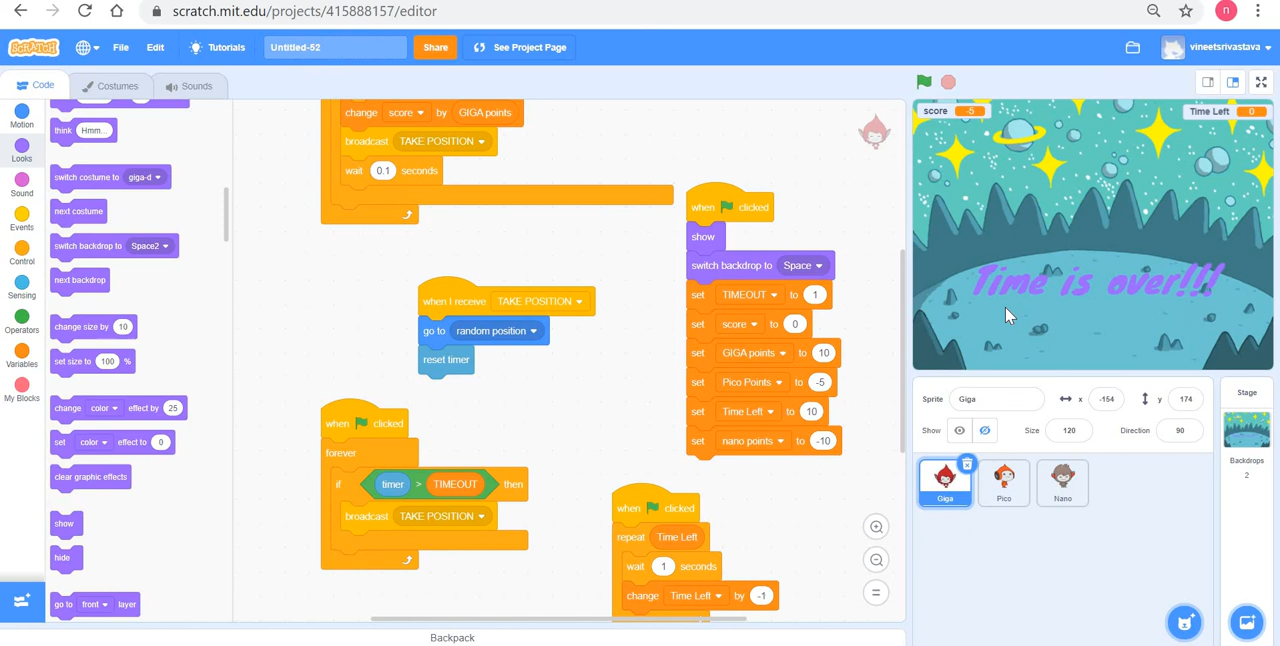 scratch.mit.edu/projects/415888157/editor
n
SCRATCH File Edit Tutorials Untitled-52 Share See Project Page vineetsrivastava
Code Costumes Sounds
Motion
Looks
Sound
Events
Control
Sensing
Operators
Variables
My Blocks
think Hmm...
switch costume to giga-d
next costume
switch backdrop to Space2
next backdrop
change size by 10
set size to 100 %
change color effect by 25
set color effect to 0
clear graphic effects
show
hide
go to front layer
change score by GIGA points
broadcast TAKE POSITION
wait 0.1 seconds
when I receive TAKE POSITION
go to random position
reset timer
when clicked
forever
if timer > TIMEOUT then
broadcast TAKE POSITION
when clicked
show
switch backdrop to Space
set TIMEOUT to 1
set score to 0
set GIGA points to 10
set Pico Points to -5
set Time Left to 10
set nano points to -10
when clicked
repeat Time Left
wait 1 seconds
change Time Left by -1
Backpack
score -5
Time Left 0
Time is over!!!
Sprite Giga x -154 y 174
Show Size 120 Direction 90
Giga
Pico
Nano
Stage
Backdrops
2